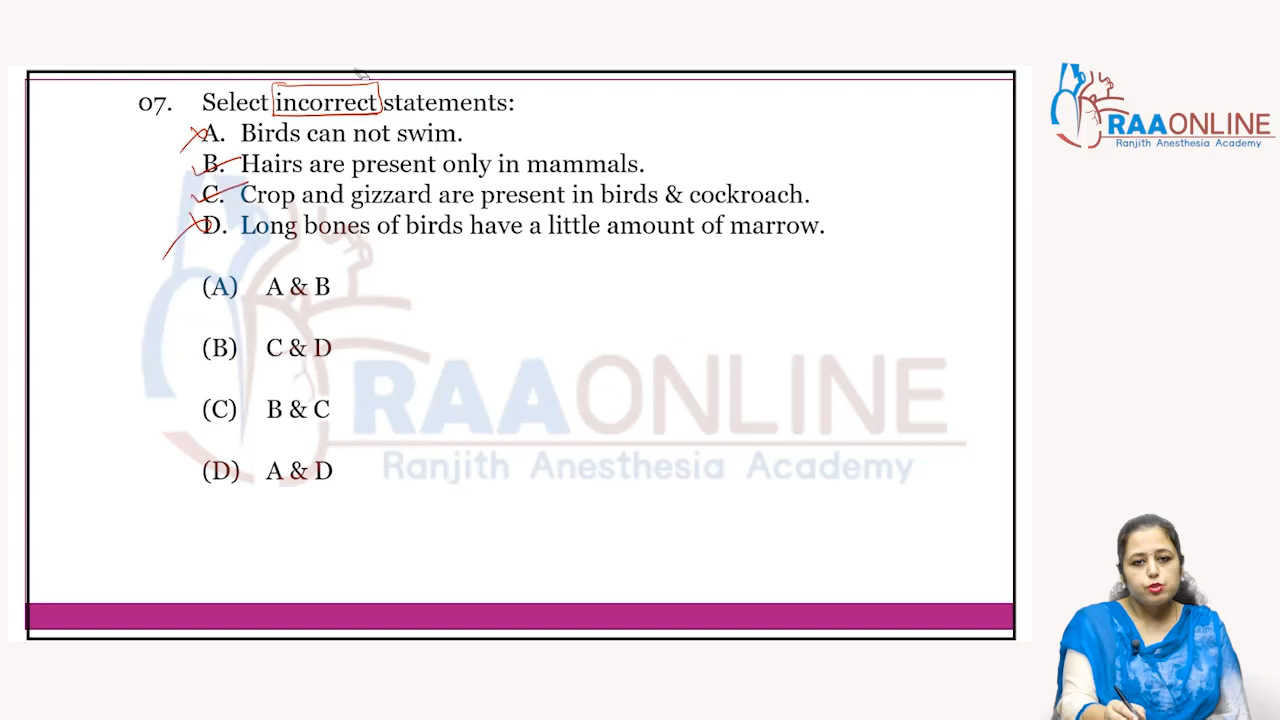 07. Select incorrect statements:
A. Birds can not swim.
B. Hairs are present only in mammals.
C. Crop and gizzard are present in birds & cockroach.
D. Long bones of birds have a little amount of marrow.
(A) A & B
(B) C & D
(C) B & C
(D) A & D
RAAONLINE
Ranjith Anesthesia Academy
RAAONLINE
Ranjith Anesthesia Academy